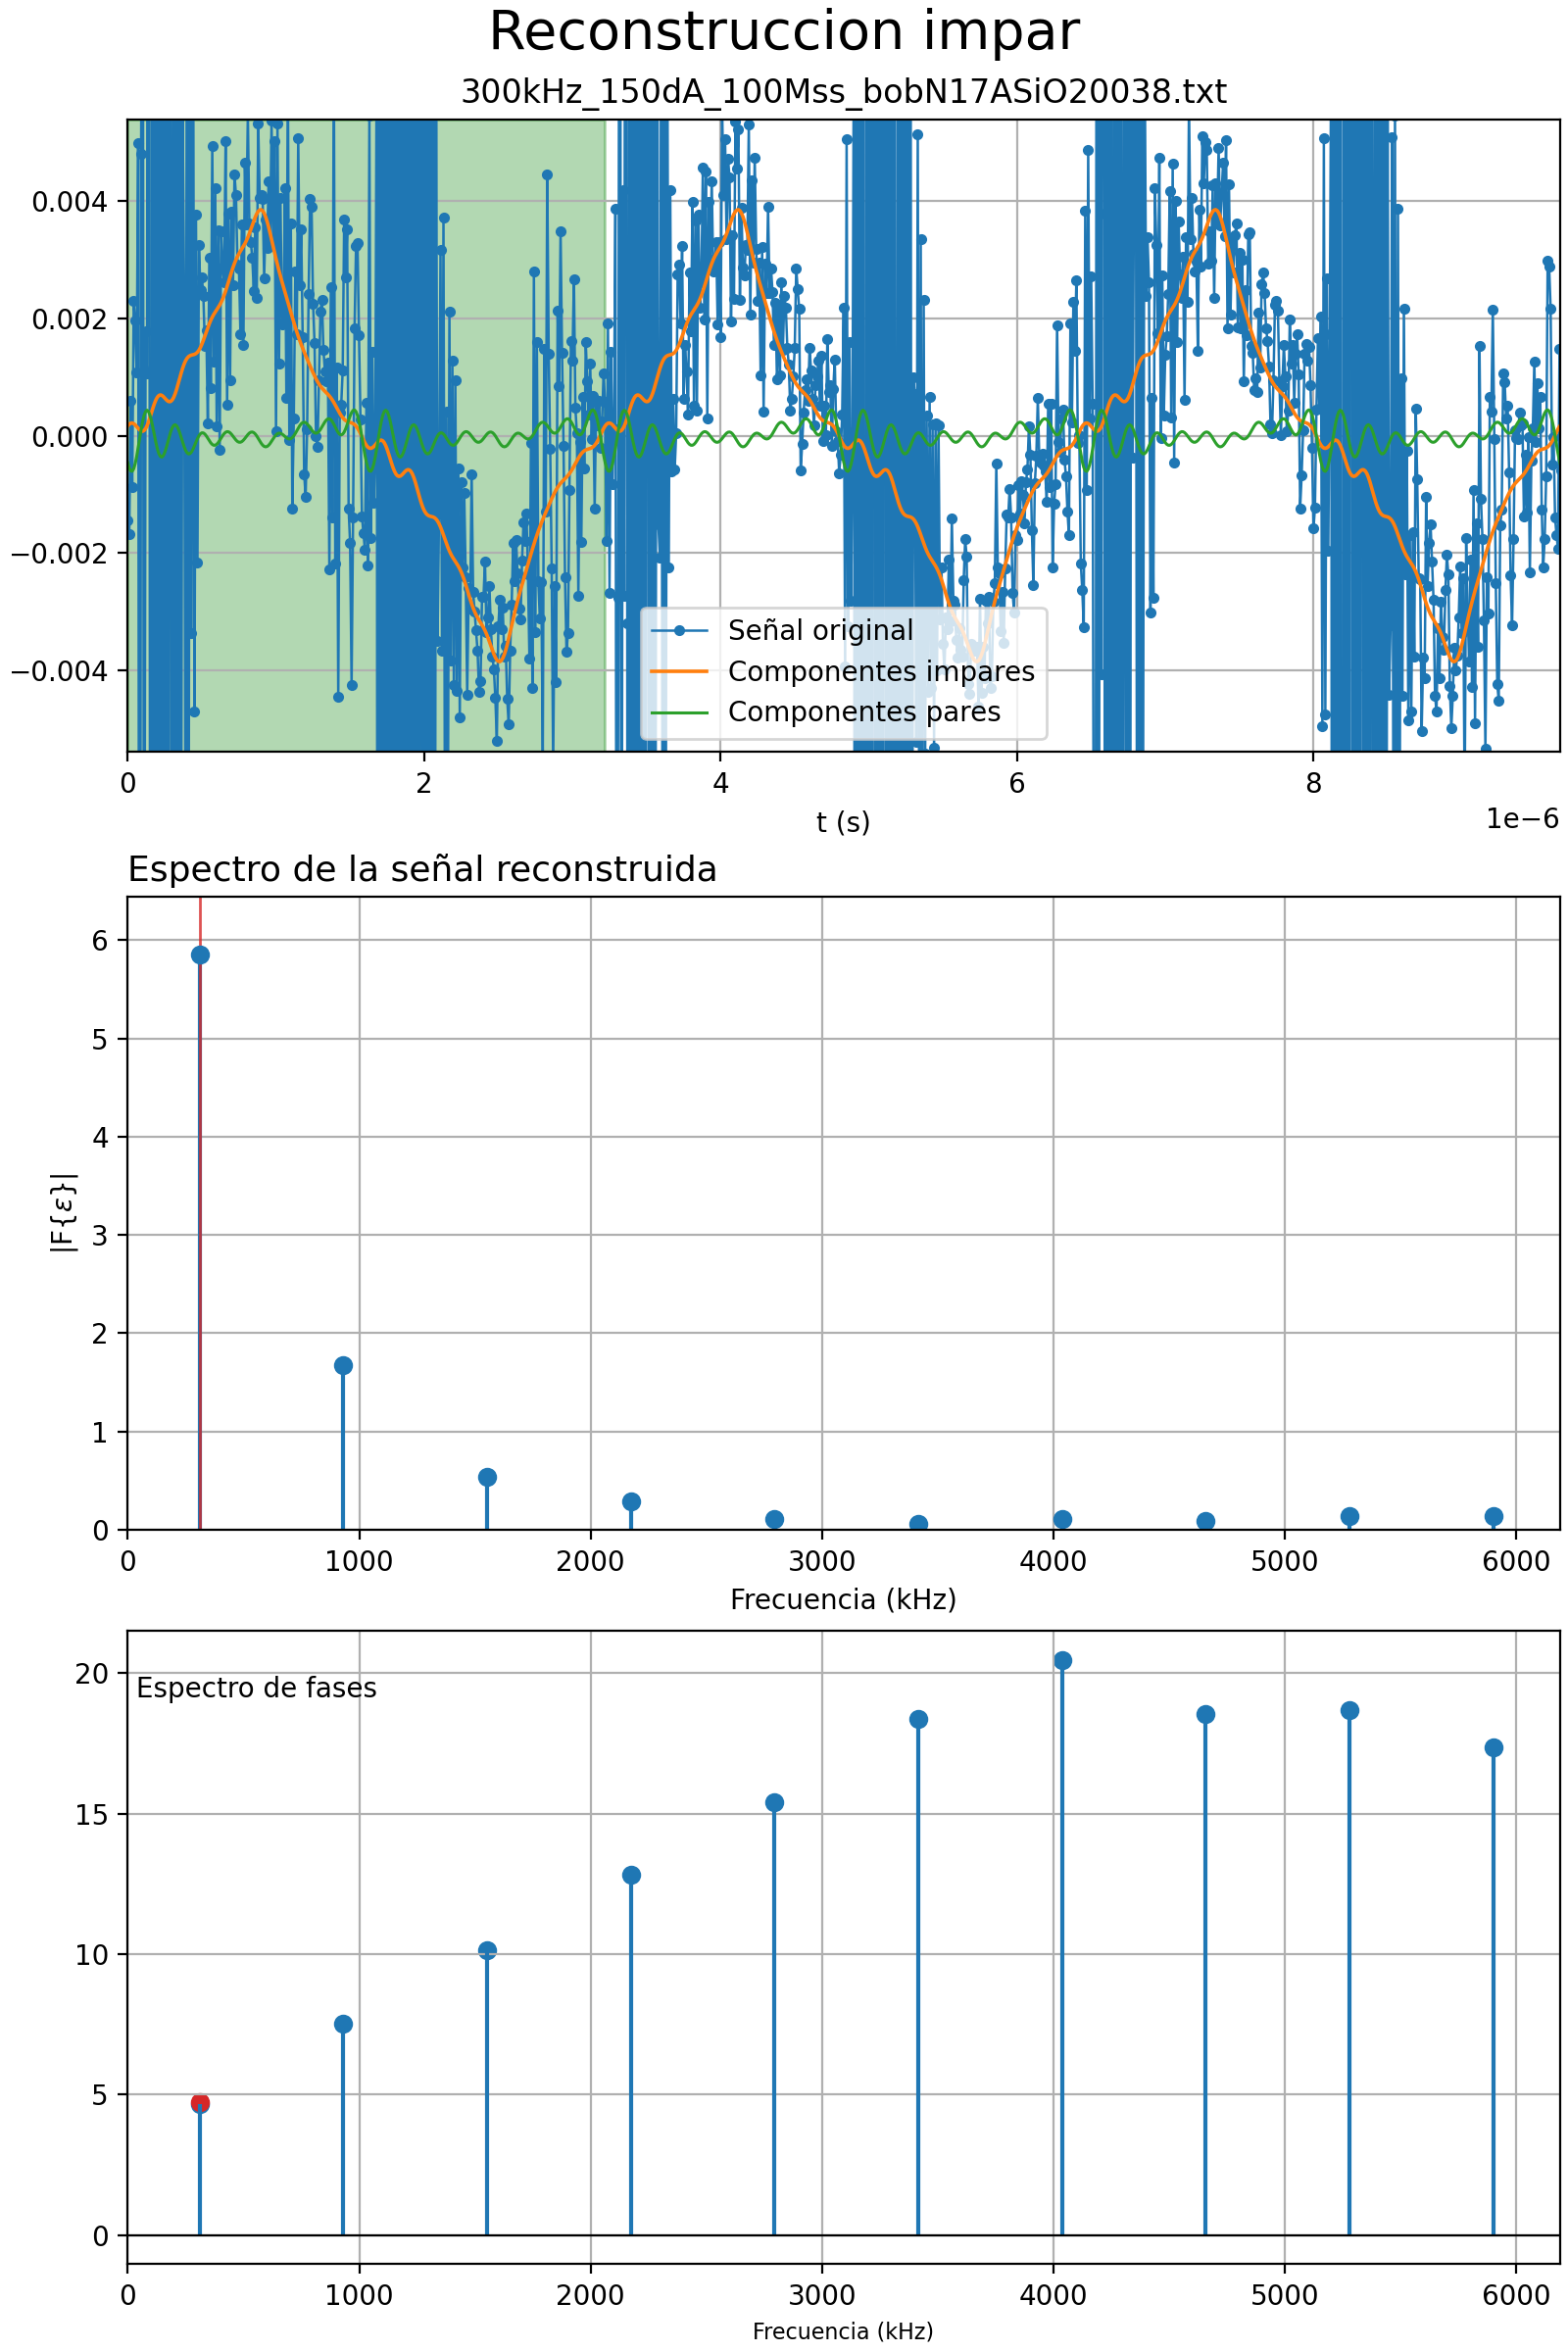 Reconstruccion impar
300kHz_150dA_100Mss_bobN17ASiO20038.txt
0.004
0.002
0.000
−0.002
−0.004
Señal original
Componentes impares
Componentes pares
0 2 4 6 8
t (s)
1e−6
Espectro de la señal reconstruida
6
5
4
3
2
1
0
|F{ε}|
0 1000 2000 3000 4000 5000 6000
Frecuencia (kHz)
Espectro de fases
20
15
10
5
0
0 1000 2000 3000 4000 5000 6000
Frecuencia (kHz)